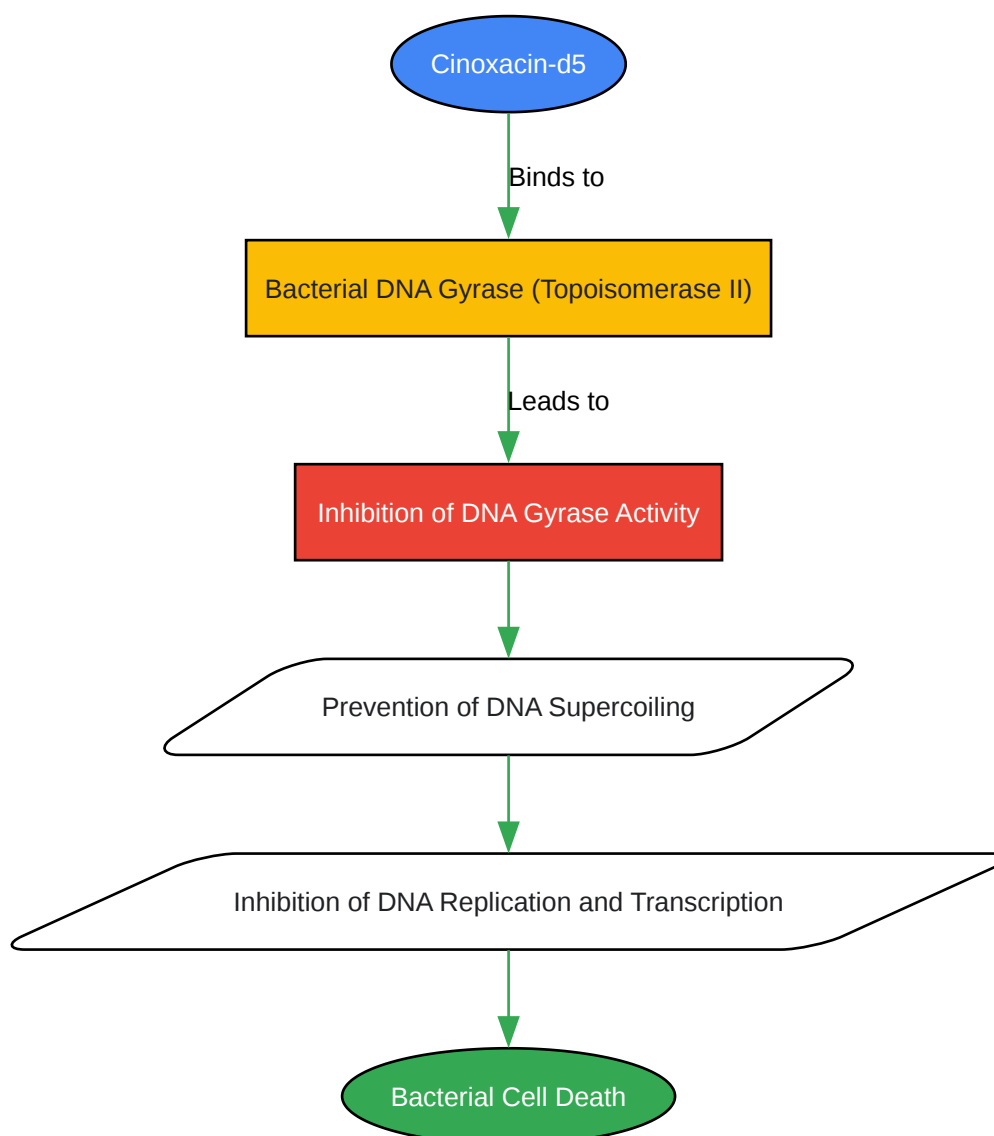 Cinoxacin-d5
Binds to
Bacterial DNA Gyrase (Topoisomerase II)
Leads to
Inhibition of DNA Gyrase Activity
Prevention of DNA Supercoiling
Inhibition of DNA Replication and Transcription
Bacterial Cell Death